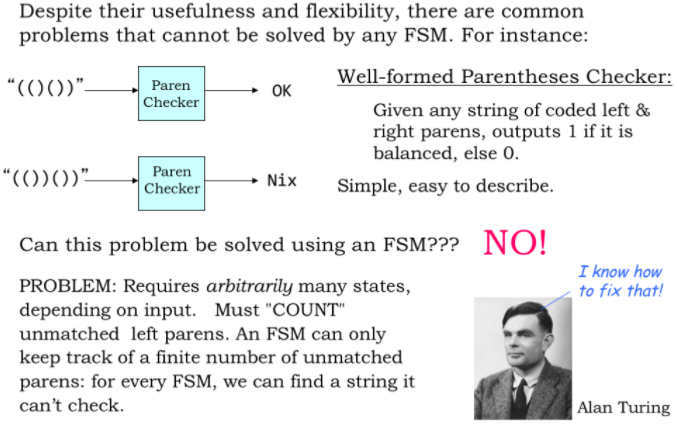 Despite their usefulness and flexibility, there are common
problems that cannot be solved by any FSM. For instance:
“(()())”
Paren
Checker
OK
“(())())”
Paren
Checker
Nix
Well-formed Parentheses Checker:
Given any string of coded left &
right parens, outputs 1 if it is
balanced, else 0.
Simple, easy to describe.
Can this problem be solved using an FSM???
NO!
PROBLEM: Requires arbitrarily many states,
depending on input. Must "COUNT"
unmatched left parens. An FSM can only
keep track of a finite number of unmatched
parens: for every FSM, we can find a string it
can’t check.
I know how
to fix that!
Alan Turing